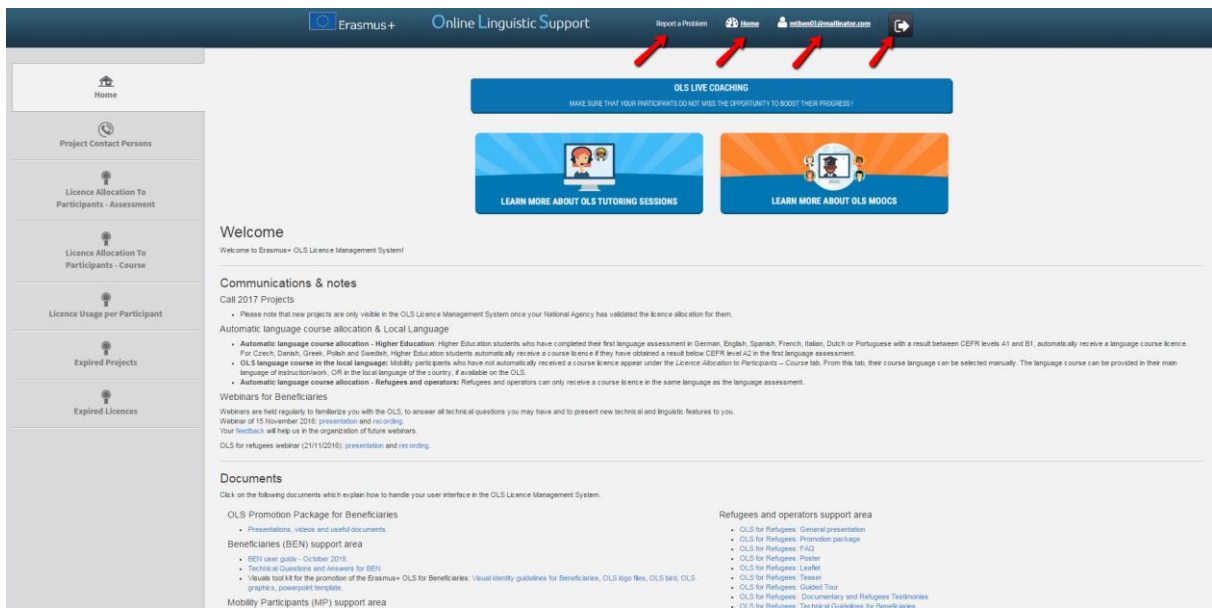 Erasmus+
Online Linguistic Support
Report a Problem
Home
mtben01@mailinator.com
Home
Project Contact Persons
Licence Allocation To
Participants - Assessment
Licence Allocation To
Participants - Course
Licence Usage per Participant
Expired Projects
Expired Licences
OLS LIVE COACHING
MAKE SURE THAT YOUR PARTICIPANTS DO NOT MISS THE OPPORTUNITY TO BOOST THEIR PROGRESS!
LEARN MORE ABOUT OLS TUTORING SESSIONS
LEARN MORE ABOUT OLS MOOCS
Welcome
Welcome to Erasmus+ OLS Licence Management System!
Communications & notes
Call 2017 Projects
• Please note that new projects are only visible in the OLS Licence Management System once your National Agency has validated the licence allocation for them.
Automatic language course allocation & Local Language
• Automatic language course allocation - Higher Education: Higher Education students who have completed their first language assessment in German, English, Spanish, French, Italian, Dutch or Portuguese with a result between CEFR levels A1 and B1, automatically receive a language course licence.
For Czech, Danish, Greek, Polish and Swedish, Higher Education students automatically receive a course licence if they have obtained a result below CEFR level A2 in the first language assessment.
• OLS language course in the local language: Mobility participants who have not automatically received a course licence appear under the Licence Allocation to Participants – Course tab. From this tab, their course language can be selected manually. The language course can be provided in their main
language of instruction/work, OR in the local language of the country, if available on the OLS.
• Automatic language course allocation - Refugees and operators: Refugees and operators can only receive a course licence in the same language as the language assessment.
Webinars for Beneficiaries
Webinars are held regularly to familiarize you with the OLS, to answer all technical questions you may have and to present new technical and linguistic features to you.
Webinar of 15 November 2016: presentation and recording.
Your feedback will help us in the organization of future webinars.
OLS for refugees webinar (21/11/2016): presentation and recording.
Documents
Click on the following documents which explain how to handle your user interface in the OLS Licence Management System.
OLS Promotion Package for Beneficiaries
• Presentations, videos and useful documents.
Beneficiaries (BEN) support area
• BEN user guide - October 2016.
• Technical Questions and Answers for BEN.
• Visuals tool kit for the promotion of the Erasmus+ OLS for Beneficiaries: Visual identity guidelines for Beneficiaries, OLS logo files, OLS bird, OLS
graphics, powerpoint template.
Mobility Participants (MP) support area
Refugees and operators support area
• OLS for Refugees: General presentation
• OLS for Refugees: Promotion package
• OLS for Refugees: FAQ
• OLS for Refugees: Poster
• OLS for Refugees: Leaflet
• OLS for Refugees: Teaser
• OLS for Refugees: Guided Tour
• OLS for Refugees: Documentary and Refugees Testimonies
• OLS for Refugees: Technical Guidelines for Beneficiaries